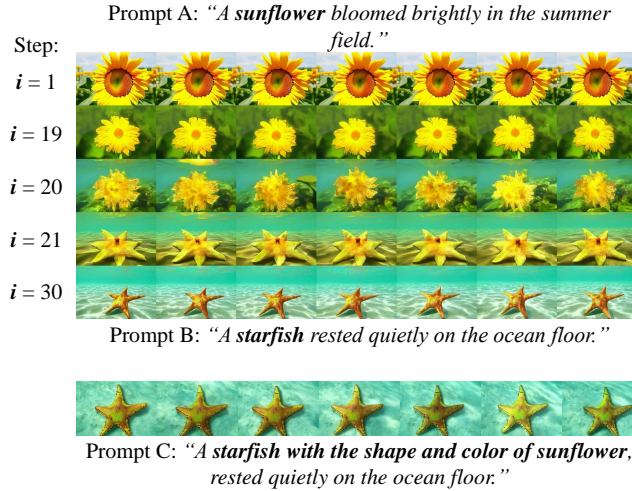 Prompt A: “A sunflower bloomed brightly in the summer
field.”
Step:
i = 1
i = 19
i = 20
i = 21
i = 30
Prompt B: “A starfish rested quietly on the ocean floor.”
Prompt C: “A starfish with the shape and color of sunflower,
rested quietly on the ocean floor.”